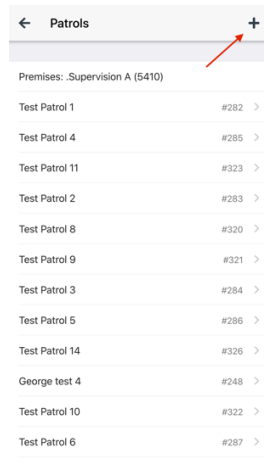 Patrols
Premises: .Supervision A (5410)
Test Patrol 1 #282
Test Patrol 4 #285
Test Patrol 11 #323
Test Patrol 2 #283
Test Patrol 8 #320
Test Patrol 9 #321
Test Patrol 3 #284
Test Patrol 5 #286
Test Patrol 14 #326
George test 4 #248
Test Patrol 10 #322
Test Patrol 6 #287